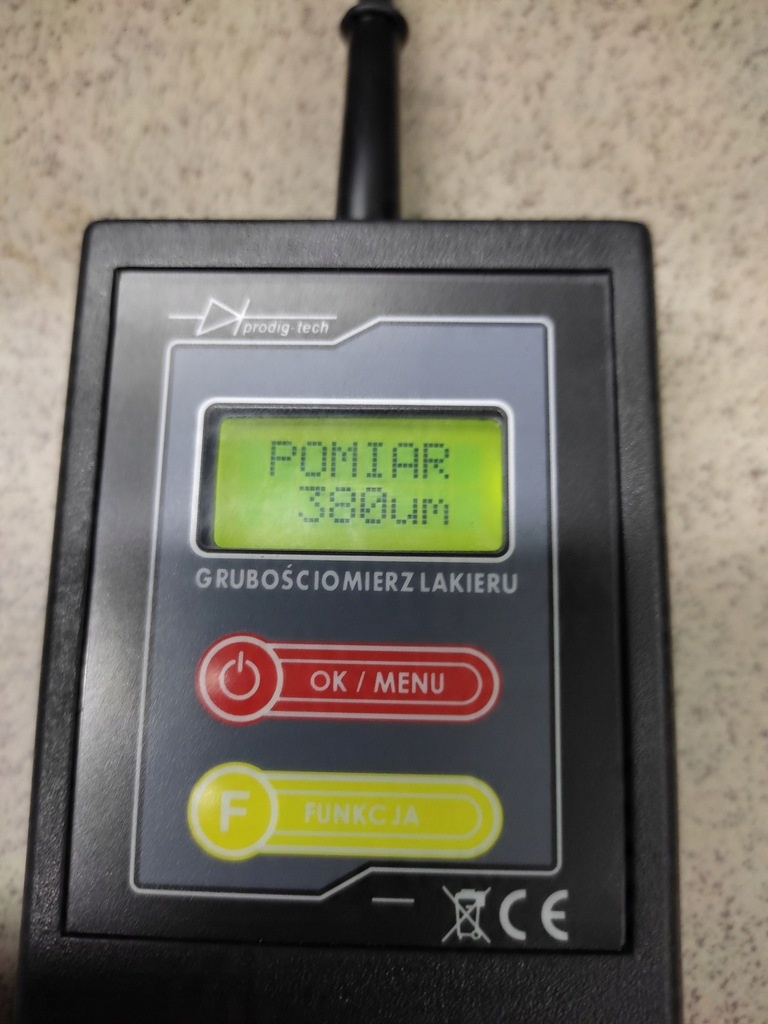 prodig-tech
POMIAR
380um
GRUBOŚCIOMIERZ LAKIERU
OK / MENU
F FUNKCJA
CE